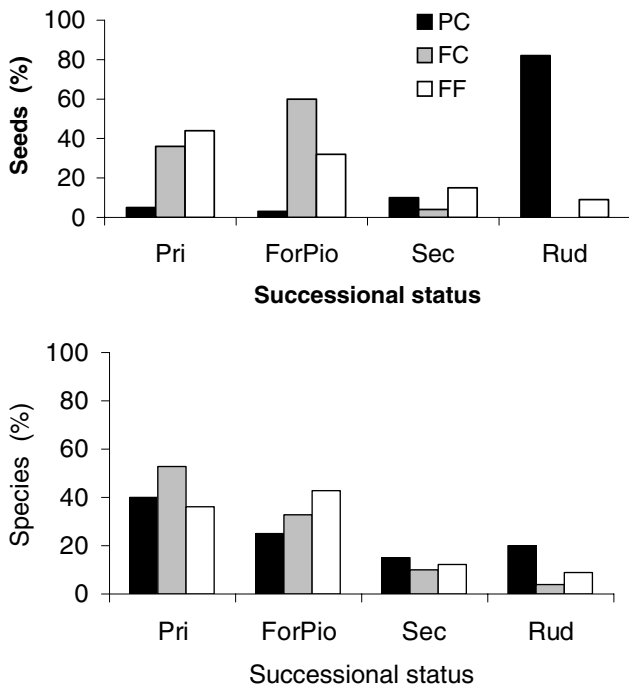 100
80
60
40
20
0
Seeds (%)
PC
FC
FF
Pri ForPio Sec Rud
Successional status
100
80
60
40
20
0
Species (%)
Pri ForPio Sec Rud
Successional status